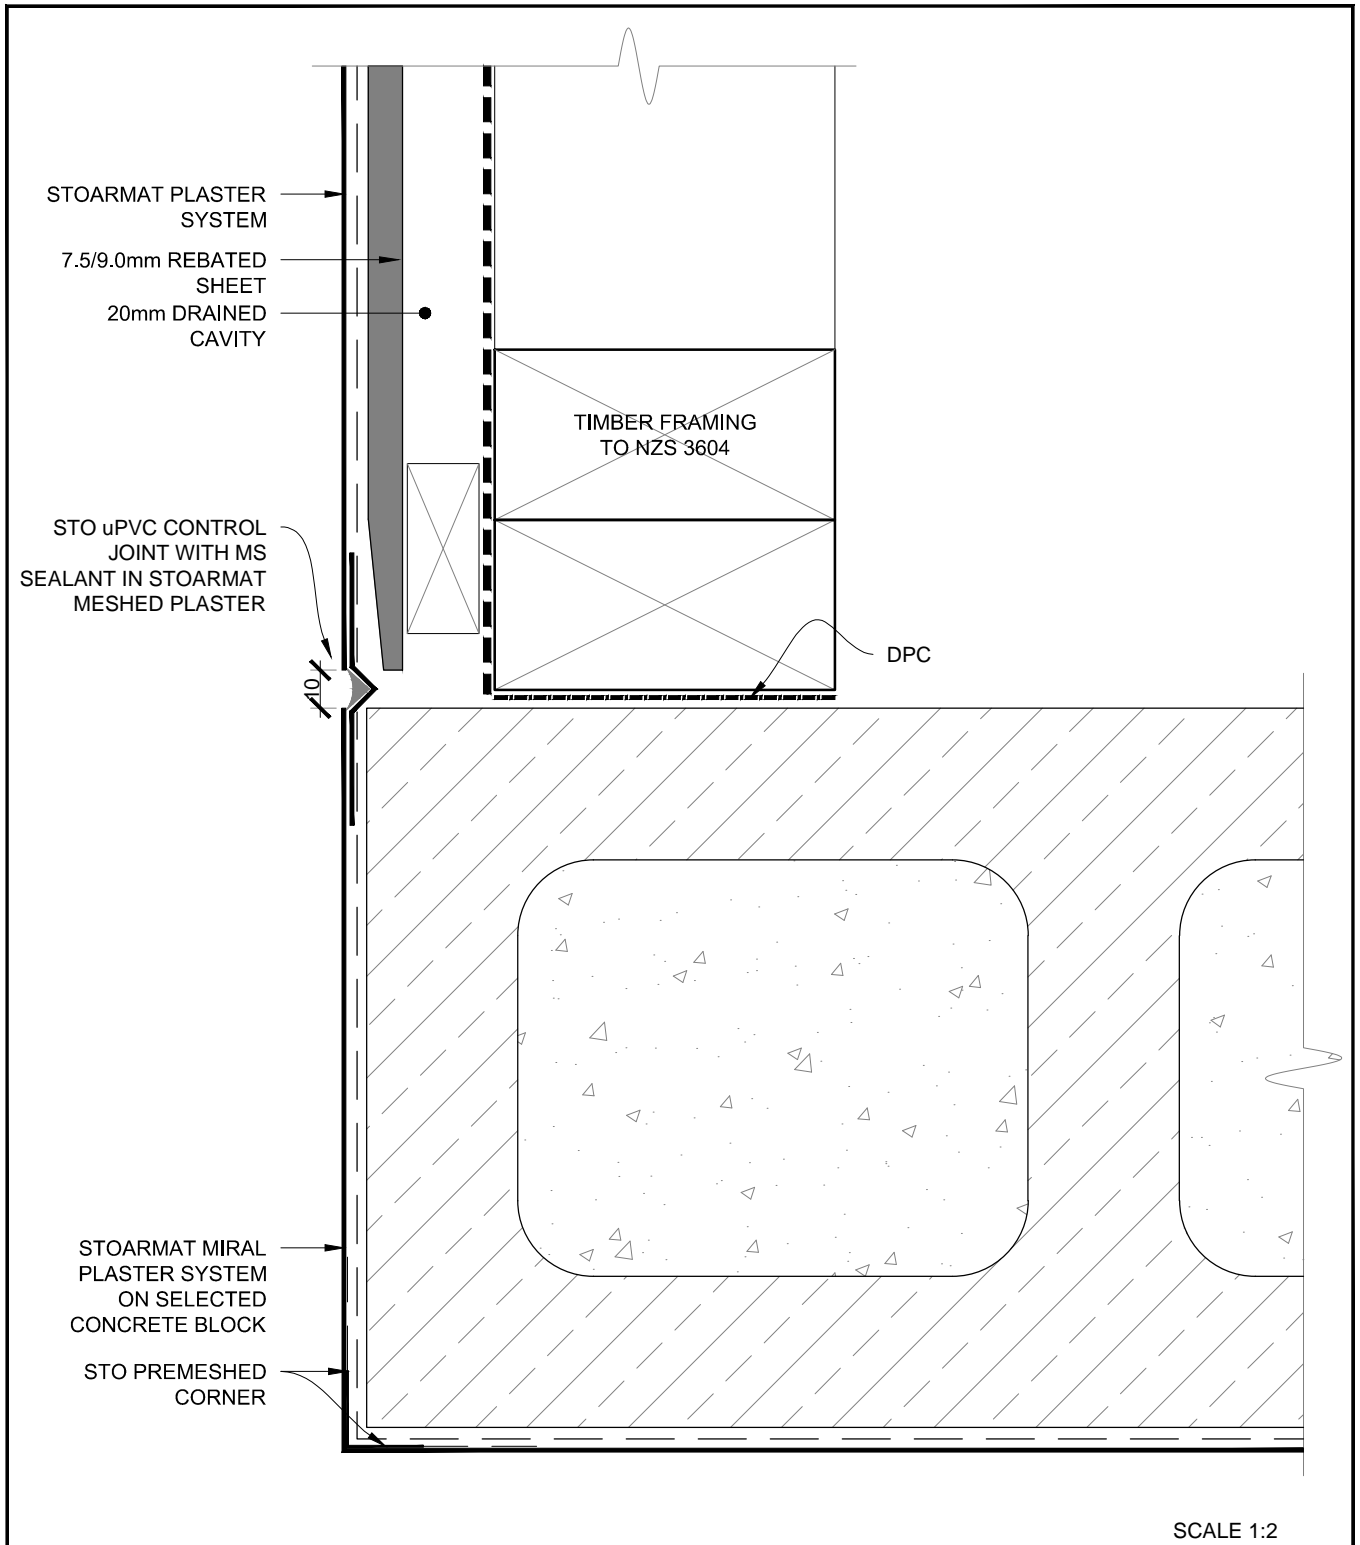 STOARMAT PLASTER
SYSTEM
7.5/9.0mm REBATED
SHEET
20mm DRAINED
CAVITY
TIMBER FRAMING
TO NZS 3604
STO uPVC CONTROL
JOINT WITH MS
SEALANT IN STOARMAT
MESHED PLASTER
DPC
10
STOARMAT MIRAL
PLASTER SYSTEM
ON SELECTED
CONCRETE BLOCK
STO PREMESHED
CORNER
SCALE 1:2